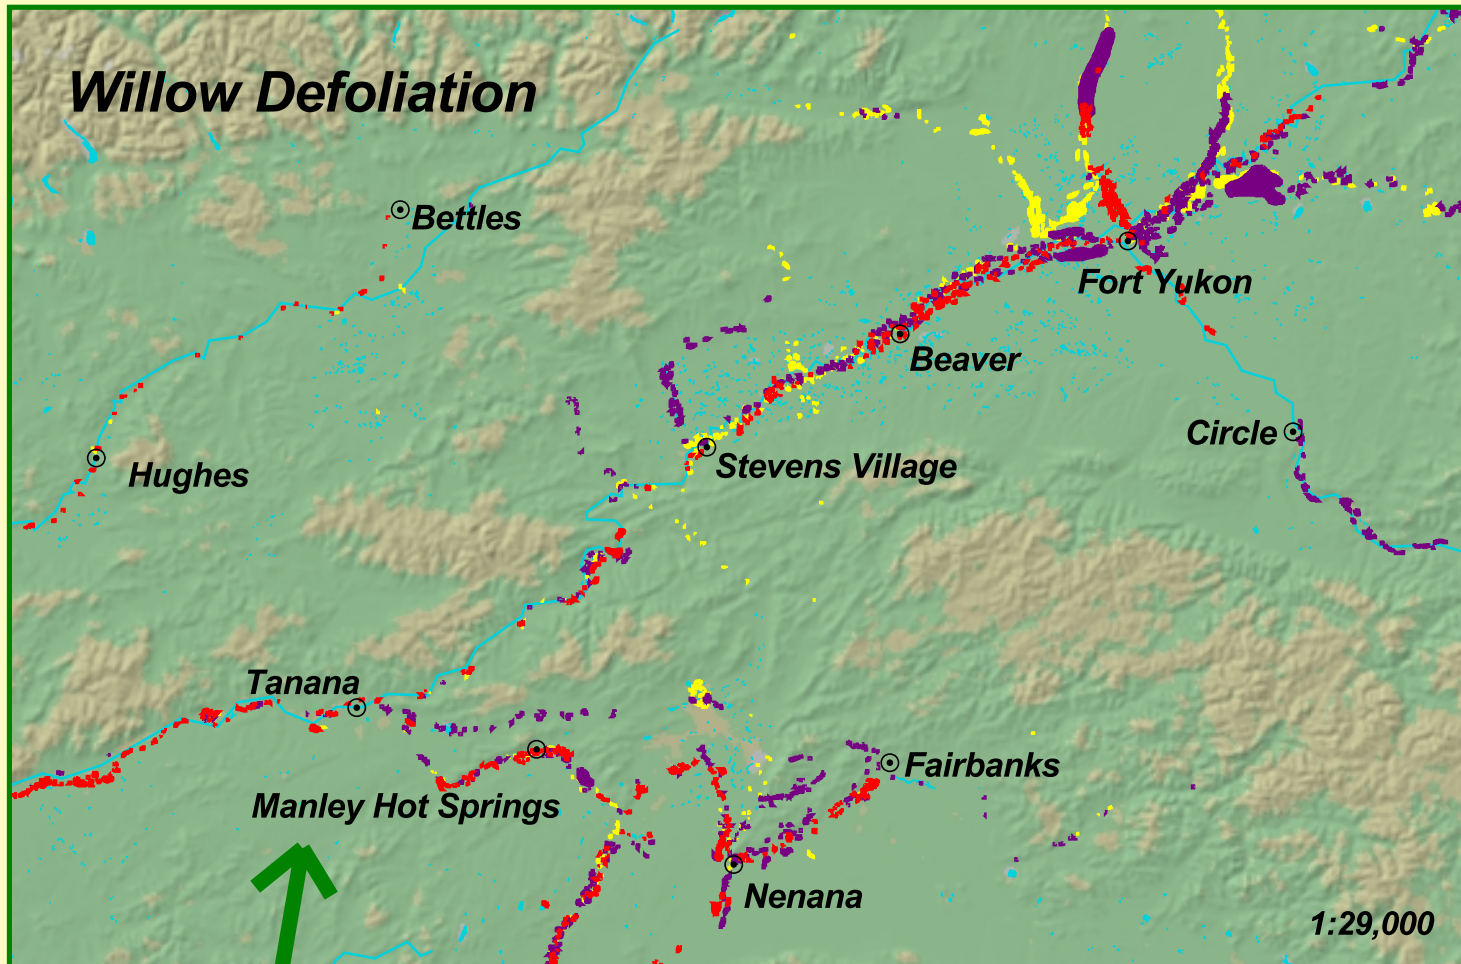 Willow Defoliation
Bettles
Fort Yukon
Beaver
Circle
Stevens Village
Hughes
Tanana
Fairbanks
Manley Hot Springs
Nenana
1:29,000